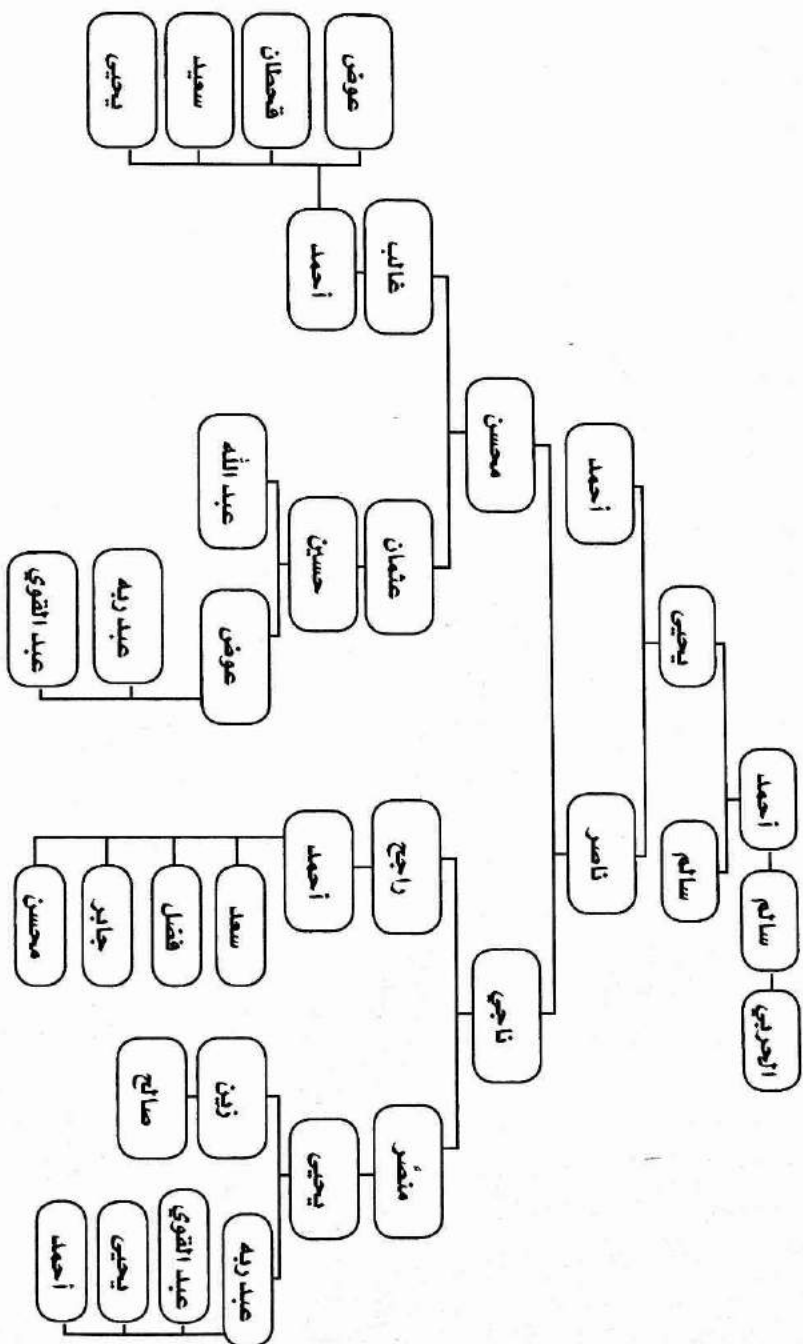 الحربي
سالم
أحمد
سالم
يحيى
ناصر
أحمد
ناجي
محسن
منصر
راجح
عثمان
غالب
يحيى
أحمد
حسين
أحمد
عوض
عبد ربه
زين
سعد
عوض
عبد الله
قحطان
عبد القوي
صالح
فضل
عبد ربه
سعيد
يحيى
جابر
يحيى
أحمد
محسن
عبد القوي